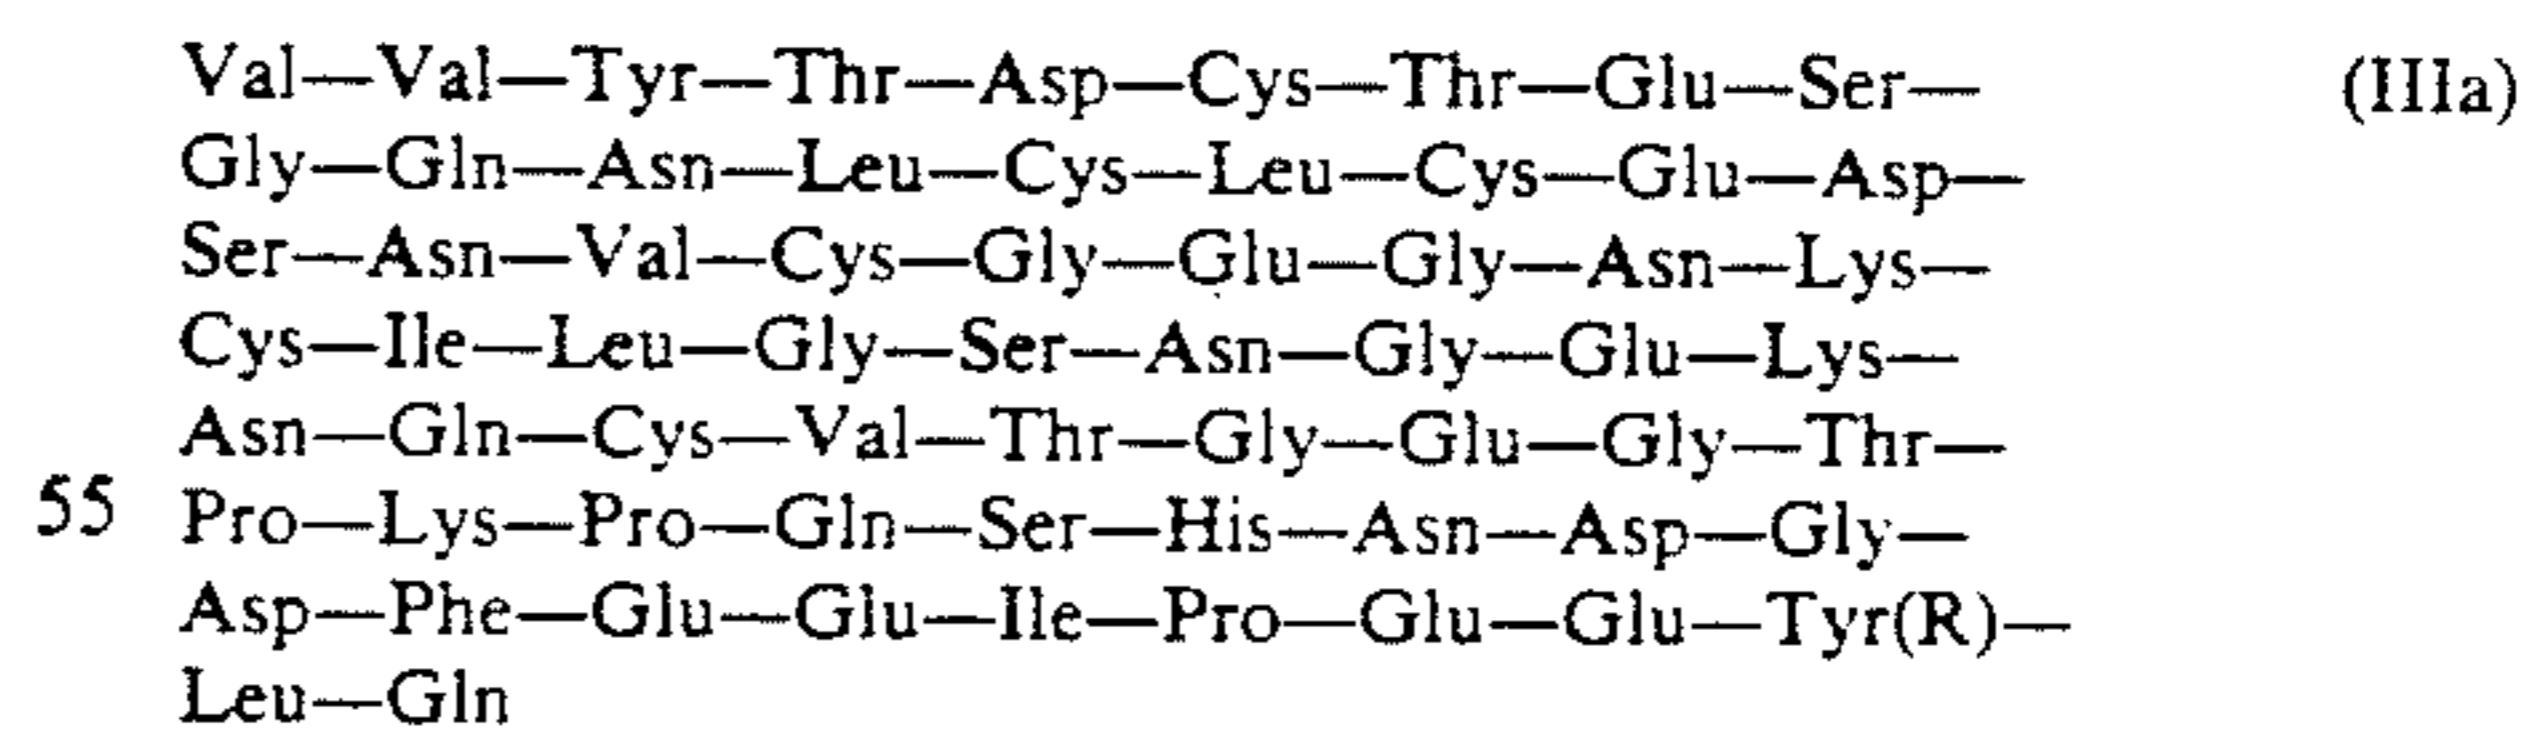 Val—Val—Tyr—Thr—Asp—Cys—Thr—Glu—Ser— (IIIa)
Gly—Gln—Asn—Leu—Cys—Leu—Cys—Glu—Asp—
Ser—Asn—Val—Cys—Gly—Glu—Gly—Asn—Lys—
Cys—Ile—Leu—Gly—Ser—Asn—Gly—Glu—Lys—
Asn—Gln—Cys—Val—Thr—Gly—Glu—Gly—Thr—
55 Pro—Lys—Pro—Gln—Ser—His—Asn—Asp—Gly—
Asp—Phe—Glu—Glu—Ile—Pro—Glu—Glu—Tyr(R)—
Leu—Gln